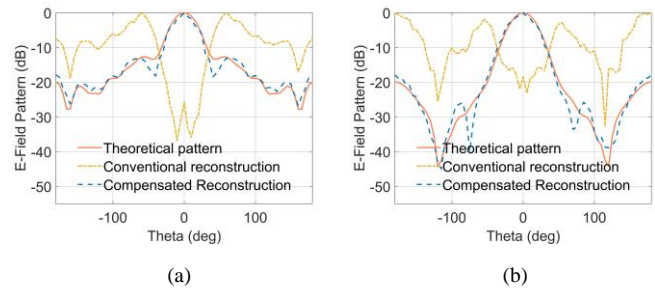 0
-10
-20
-30
-40
-50
E-Field Pattern (dB)
Theoretical pattern
Conventional reconstruction
Compensated Reconstruction
-100
0
100
Theta (deg)
(a)
0
-10
-20
-30
-40
-50
E-Field Pattern (dB)
Theoretical pattern
Conventional reconstruction
Compensated Reconstruction
-100
0
100
Theta (deg)
(b)